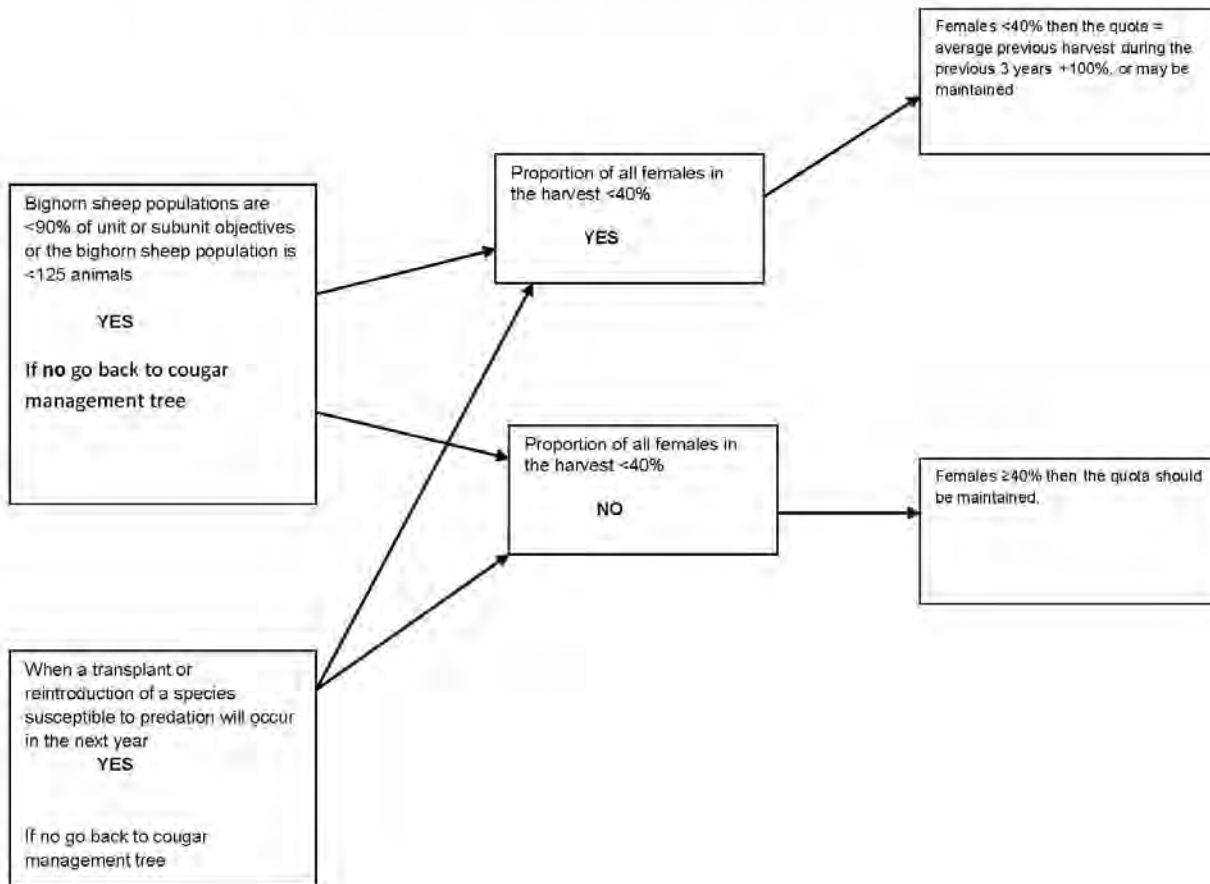 Females <40% then the quota =
average previous harvest during the
previous 3 years +100%, or may be
maintained
Proportion of all females in
the harvest <40%
YES
Bighorn sheep populations are
<90% of unit or subunit objectives
or the bighorn sheep population is
<125 animals
YES
If no go back to cougar
management tree
Proportion of all females in
the harvest <40%
NO
Females ≥40% then the quota should
be maintained.
When a transplant or
reintroduction of a species
susceptible to predation will occur
in the next year
YES
If no go back to cougar
management tree